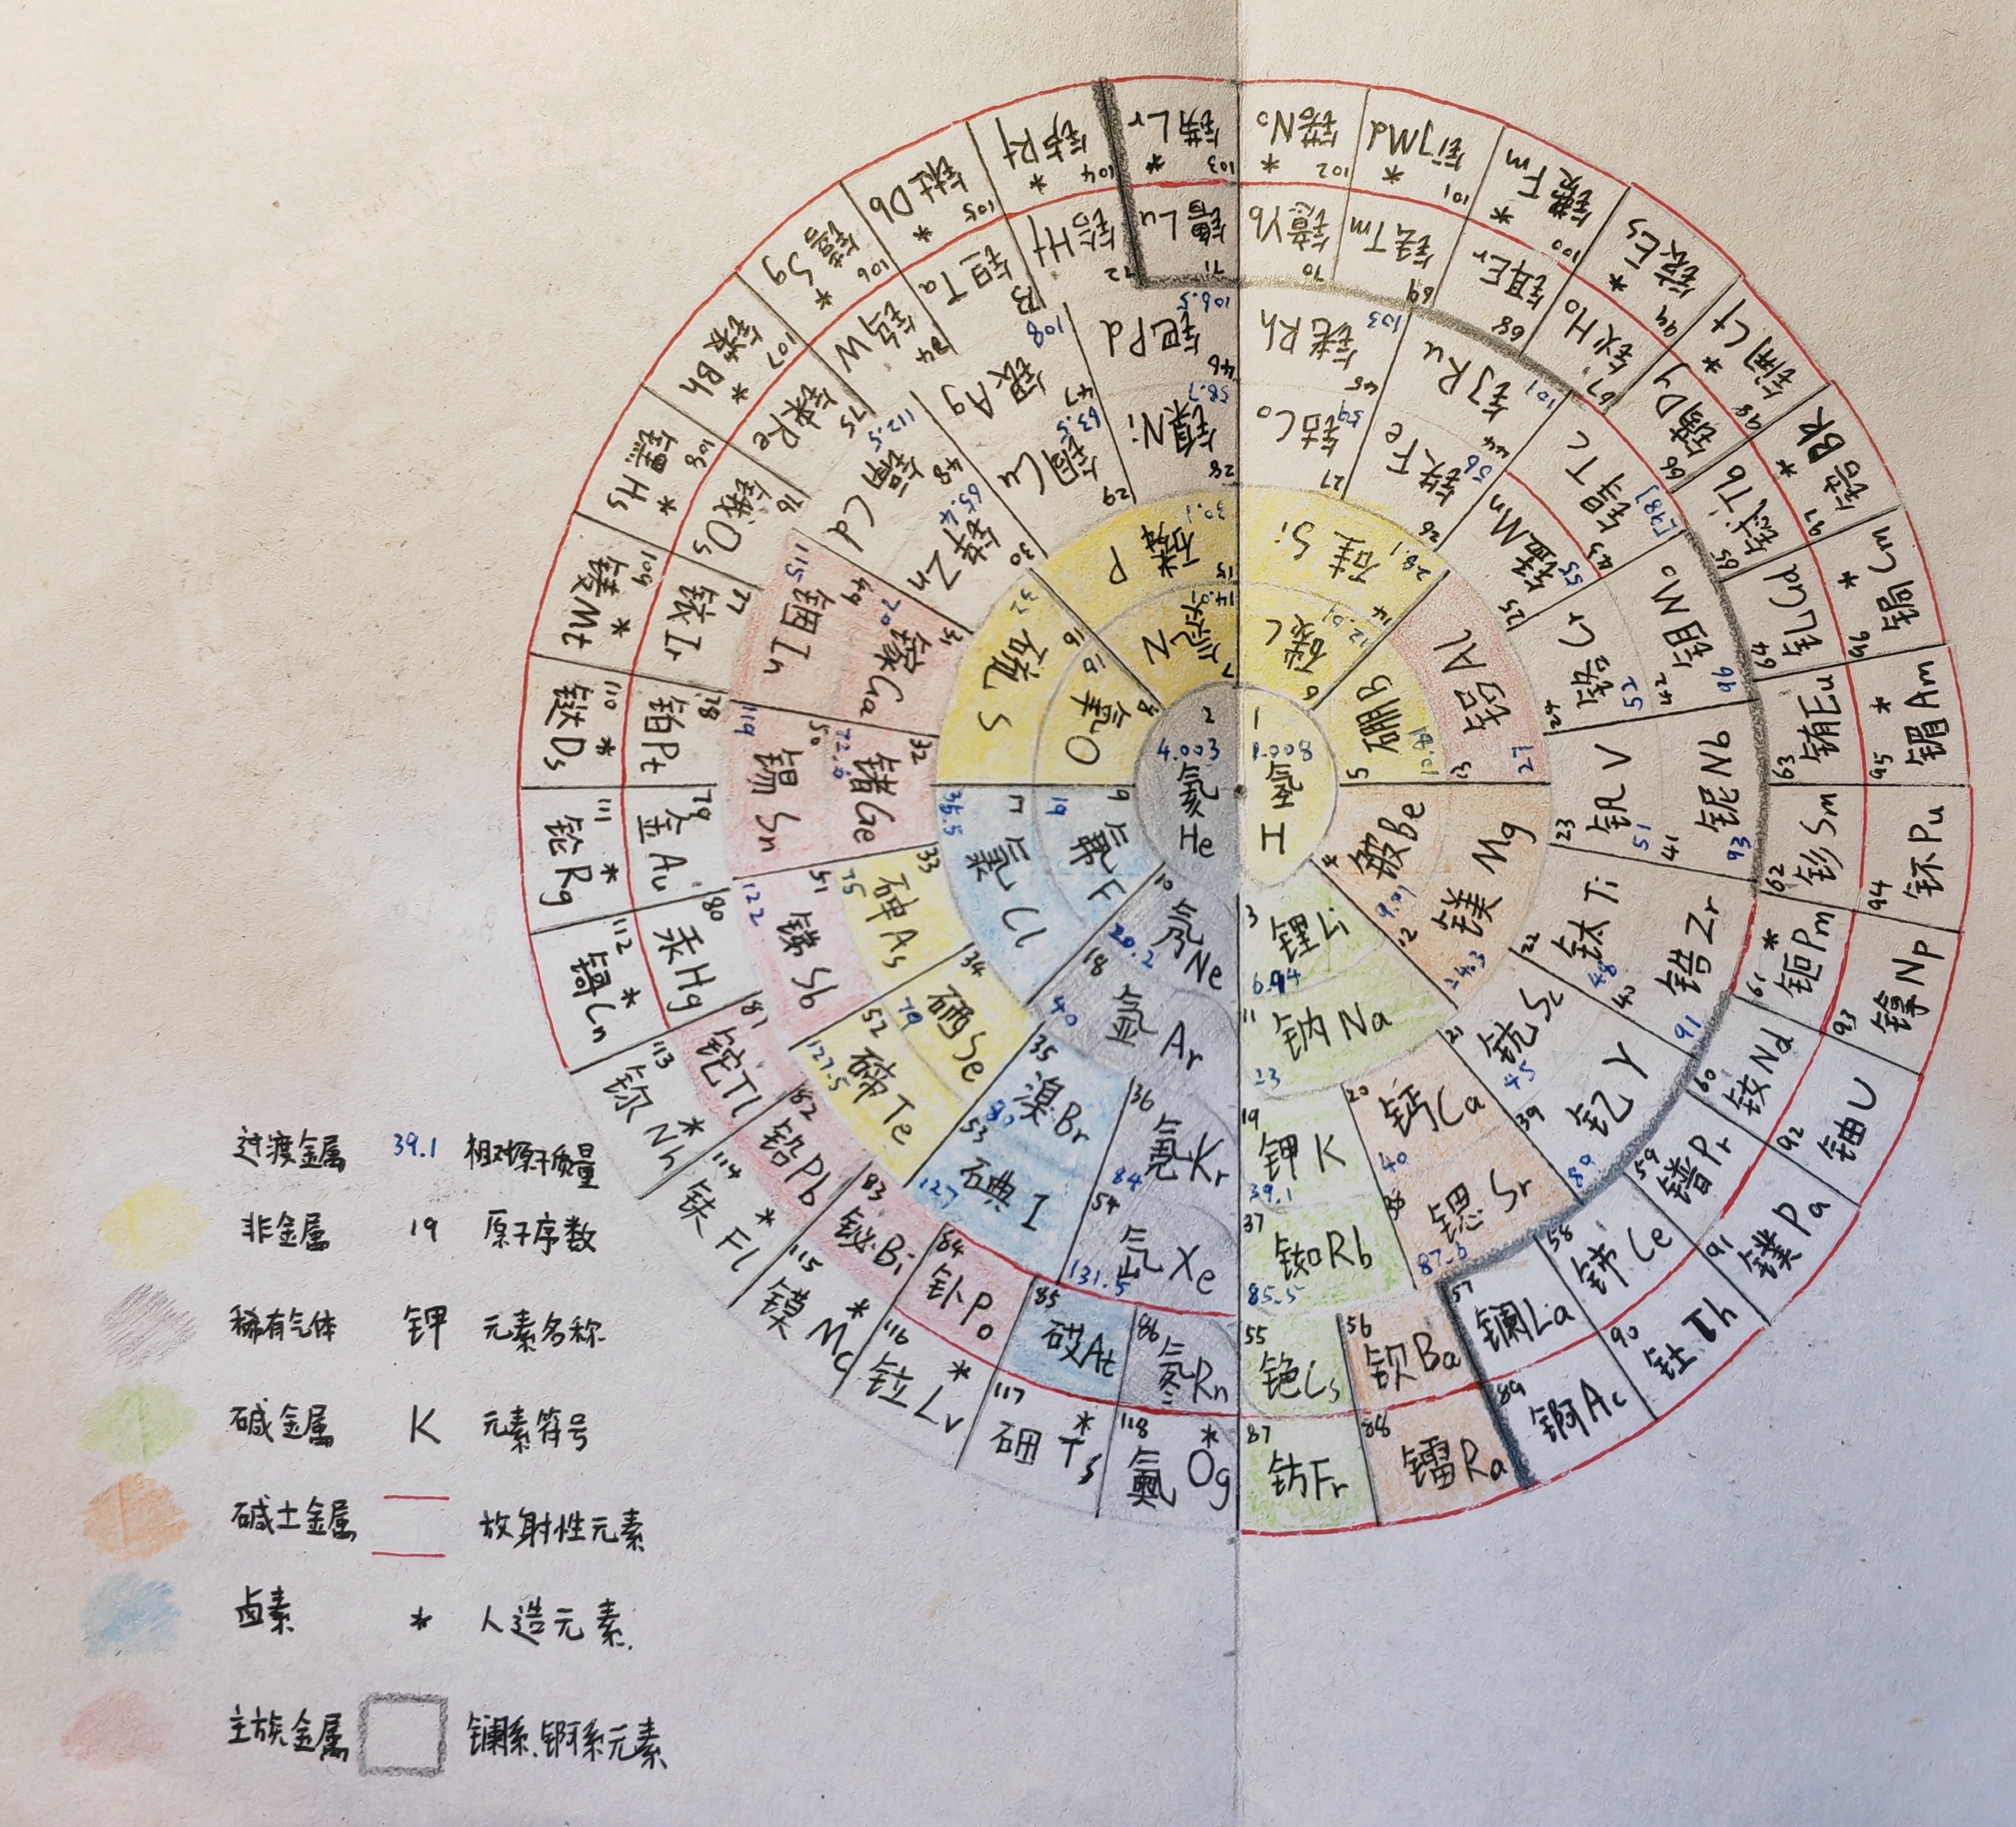 1 1.008 氢 H
2 4.003 氦 He
3 锂 Li 6.94
4 铍 Be 9.01
5 硼 B 10.81
6 碳 C 12.01
7 氮 N 14.01
8 氧 O 16
9 氟 F 19
10 氖 Ne 20.2
11 钠 Na 23
12 镁 Mg 24.3
23 铝 Al 27
14 硅 Si 28.1
15 磷 P 30.1
16 硫 S 32
17 氯 Cl 35.5
18 氩 Ar 40
19 钾 K 39.1
20 钙 Ca 40
21 钪 Sc 45
22 钛 Ti 48
23 钒 V 51
24 铬 Cr 52
25 锰 Mn 55
26 铁 Fe 56
27 钴 Co 59
28 镍 Ni 58.7
29 铜 Cu 63.5
30 锌 Zn 65.4
31 镓 Ga 70
32 锗 Ge
33 砷 As 75
34 硒 Se 79
35 溴 Br 80
36 氪 Kr 84
37 铷 Rb 85.5
38 锶 Sr 87.6
39 钇 Y 89
40 锆 Zr 91
41 铌 Nb 93
42 钼 Mo 96
43 锝 Tc [98]
44 钌 Ru 101
45 铑 Rh 103
46 钯 Pd 106.5
47 银 Ag 108
48 镉 Cd 112.5
49 铟 In 115
50 锡 Sn 119
51 锑 Sb 122
52 碲 Te 127.5
53 碘 I 127
54 氙 Xe 131.5
55 铯 Cs
56 钡 Ba
57 镧 La
58 铈 Ce
59 镨 Pr
60 钕 Nd
61 钷 Pm *
62 钐 Sm
63 铕 Eu
64 钆 Gd
65 铽 Tb
66 镝 Dy
67 钬 Ho
68 铒 Er
69 铥 Tm
70 镱 Yb
71 镥 Lu
72 铪 Hf
73 钽 Ta
钨 W
75 铼 Re
76 锇 Os
77 铱 Ir
78 铂 Pt
79 金 Au
80 汞 Hg
81 铊 Tl
82 铅 Pb
83 铋 Bi
84 钋 Po
85 砹 At
86 氡 Rn
87 钫 Fr
88 镭 Ra
89 锕 Ac
90 钍 Th
91 镤 Pa
92 铀 U
93 镎 Np
94 钚 Pu
95 镅 Am *
96 锔 Cm *
97 锫 BK *
98 锎 Cf *
99 锿 Es *
100 镄 Fm *
101 钔 Md *
102 锘 No *
103 铹 Lr *
104 𬬻 Rf *
105 𬭊 Db *
106 𬭳 Sg *
107 𬭛 Bh *
108 𬭶 Hs *
109 鿏 Mt *
110 𫟼 Ds *
111 𬬭 Rg *
112 鿔 Cn *
113 鿭 Nh *
114 𫓧 Fl *
115 镆 Mc *
116 𫟷 Lv *
117 鿬 Ts *
118 鿫 Og *
过渡金属 39.1 相对原子质量
非金属 19 原子序数
稀有气体 钾 元素名称
碱金属 K 元素符号
碱土金属 放射性元素
卤素 * 人造元素
主族金属 镧系、锕系元素